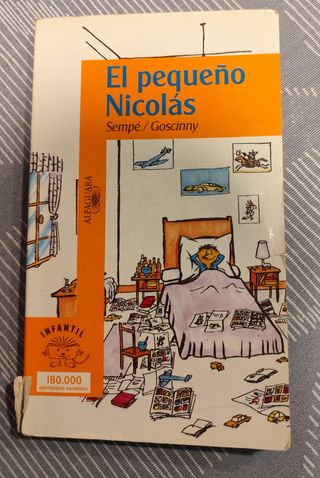 El pequeño
Nicolás
Sempé / Goscinny
ALFAGUARA
INFANTIL
180.000
ejemplares vendidos